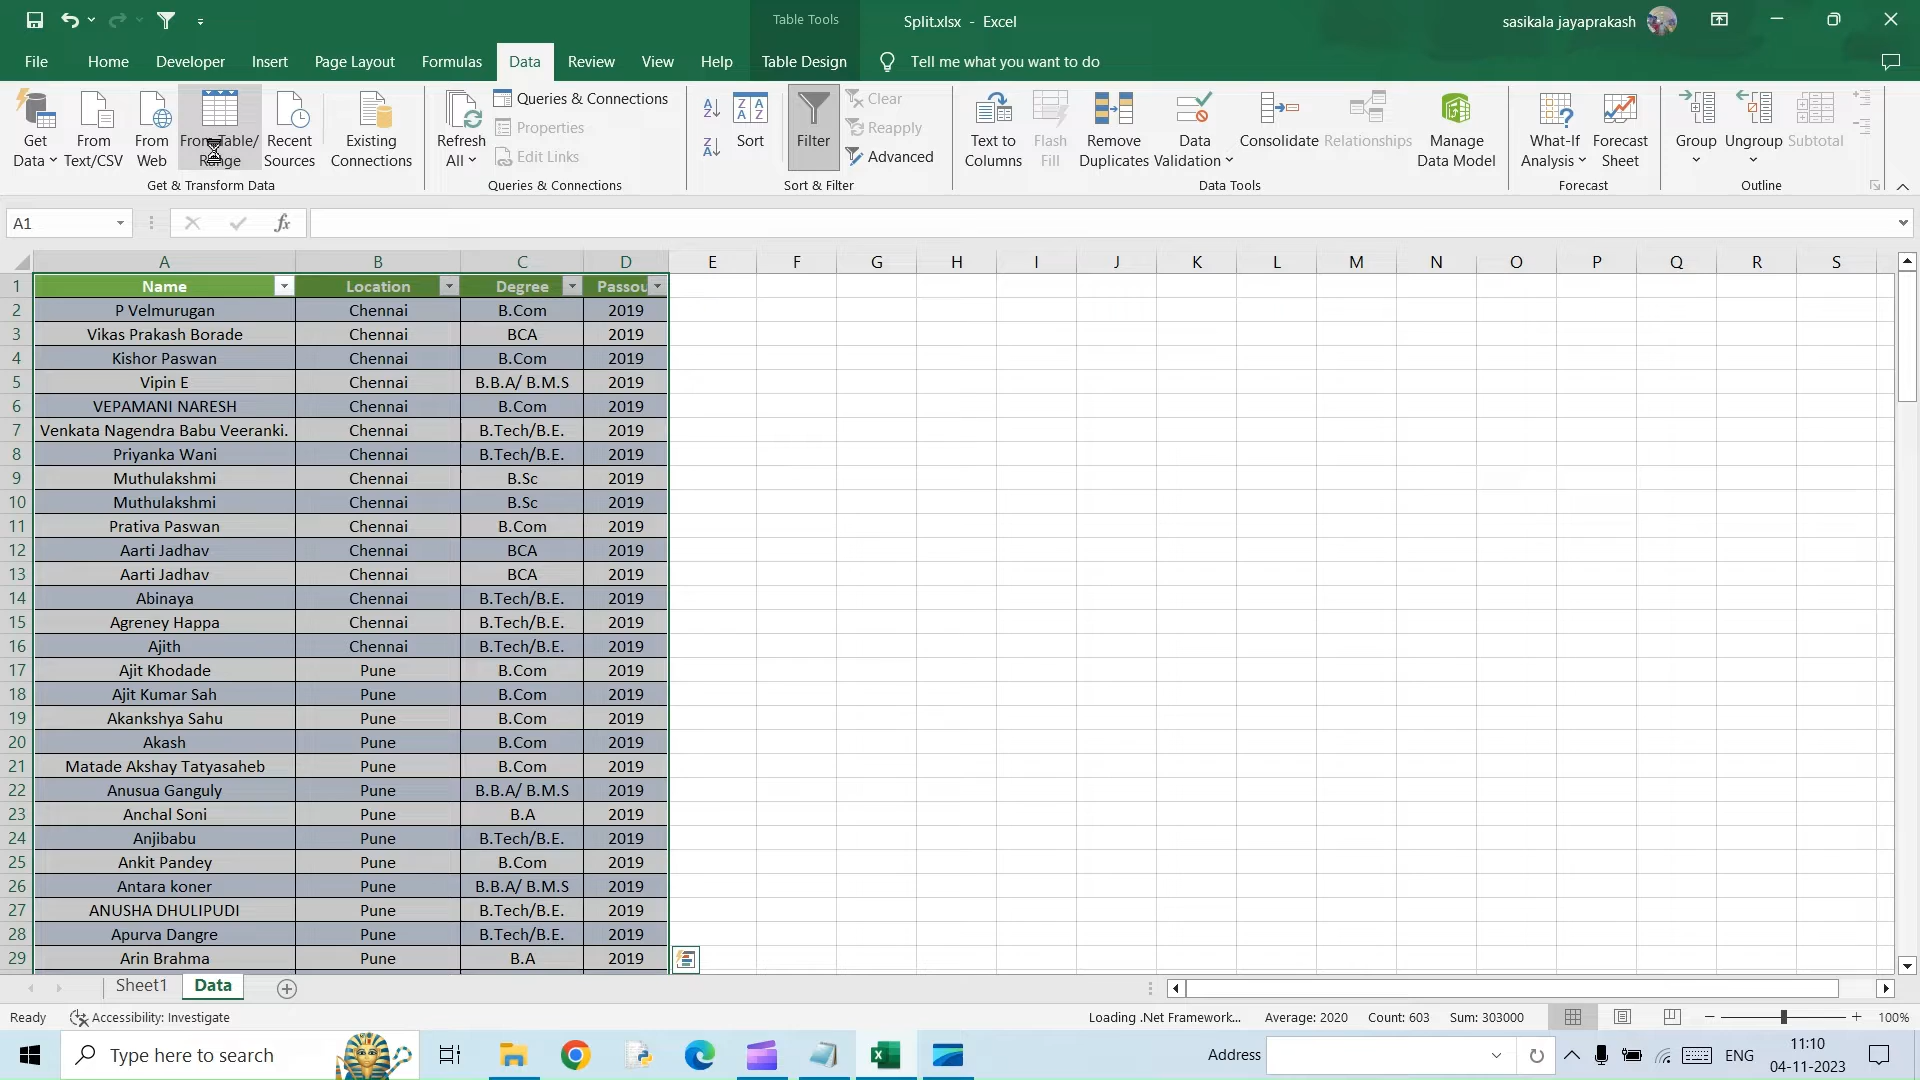 Table Tools
Split.xlsx - Excel
sasikala jayaprakash
File Home Developer Insert Page Layout Formulas Data Review View Help Table Design Tell me what you want to do
Get Data
From Text/CSV
From Web
From Table/ Range
Recent Sources
Existing Connections
Get & Transform Data
Refresh All
Queries & Connections
Properties
Edit Links
Queries & Connections
Sort
Filter
Clear
Reapply
Advanced
Sort & Filter
Text to Columns
Flash Fill
Remove Duplicates
Data Validation
Consolidate
Relationships
Manage Data Model
Data Tools
What-If Analysis
Forecast Sheet
Forecast
Group
Ungroup
Subtotal
Outline
A1 fx
A B C D E F G H I J K L M N O P Q R S
1 Name Location Degree Passou
2 P Velmurugan Chennai B.Com 2019
3 Vikas Prakash Borade Chennai BCA 2019
4 Kishor Paswan Chennai B.Com 2019
5 Vipin E Chennai B.B.A/ B.M.S 2019
6 VEPAMANI NARESH Chennai B.Com 2019
7 Venkata Nagendra Babu Veeranki. Chennai B.Tech/B.E. 2019
8 Priyanka Wani Chennai B.Tech/B.E. 2019
9 Muthulakshmi Chennai B.Sc 2019
10 Muthulakshmi Chennai B.Sc 2019
11 Prativa Paswan Chennai B.Com 2019
12 Aarti Jadhav Chennai BCA 2019
13 Aarti Jadhav Chennai BCA 2019
14 Abinaya Chennai B.Tech/B.E. 2019
15 Agreney Happa Chennai B.Tech/B.E. 2019
16 Ajith Chennai B.Tech/B.E. 2019
17 Ajit Khodade Pune B.Com 2019
18 Ajit Kumar Sah Pune B.Com 2019
19 Akankshya Sahu Pune B.Com 2019
20 Akash Pune B.Com 2019
21 Matade Akshay Tatyasaheb Pune B.Com 2019
22 Anusua Ganguly Pune B.B.A/ B.M.S 2019
23 Anchal Soni Pune B.A 2019
24 Anjibabu Pune B.Tech/B.E. 2019
25 Ankit Pandey Pune B.Com 2019
26 Antara koner Pune B.B.A/ B.M.S 2019
27 ANUSHA DHULIPUDI Pune B.Tech/B.E. 2019
28 Apurva Dangre Pune B.Tech/B.E. 2019
29 Arin Brahma Pune B.A 2019
Sheet1 Data
Ready Accessibility: Investigate Loading .Net Framework... Average: 2020 Count: 603 Sum: 303000 100%
Type here to search Address ENG 11:10
04-11-2023